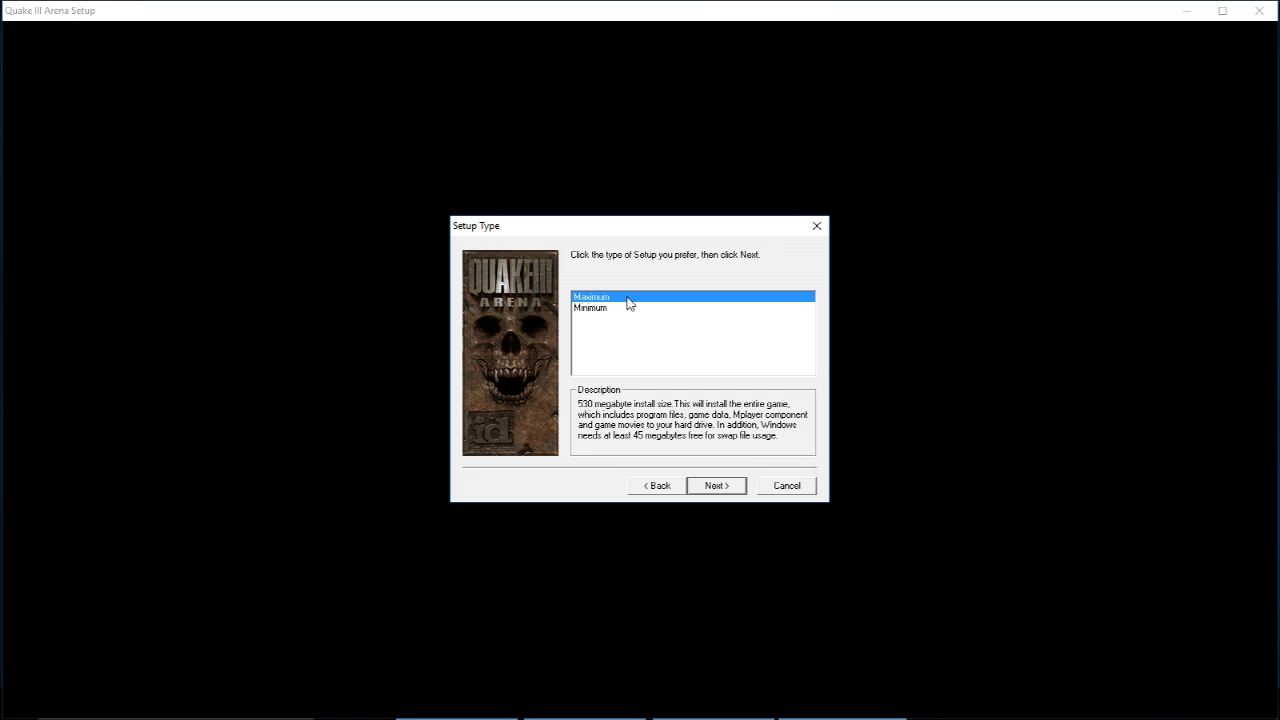 Quake III Arena Setup
Setup Type
QUAKE III
ARENA
id
Click the type of Setup you prefer, then click Next.
Maximum
Minimum
Description
530 megabyte install size.This will install the entire game,
which includes program files, game data, Mplayer component
and game movies to your hard drive. In addition, Windows
needs at least 45 megabytes free for swap file usage.
< Back
Next >
Cancel